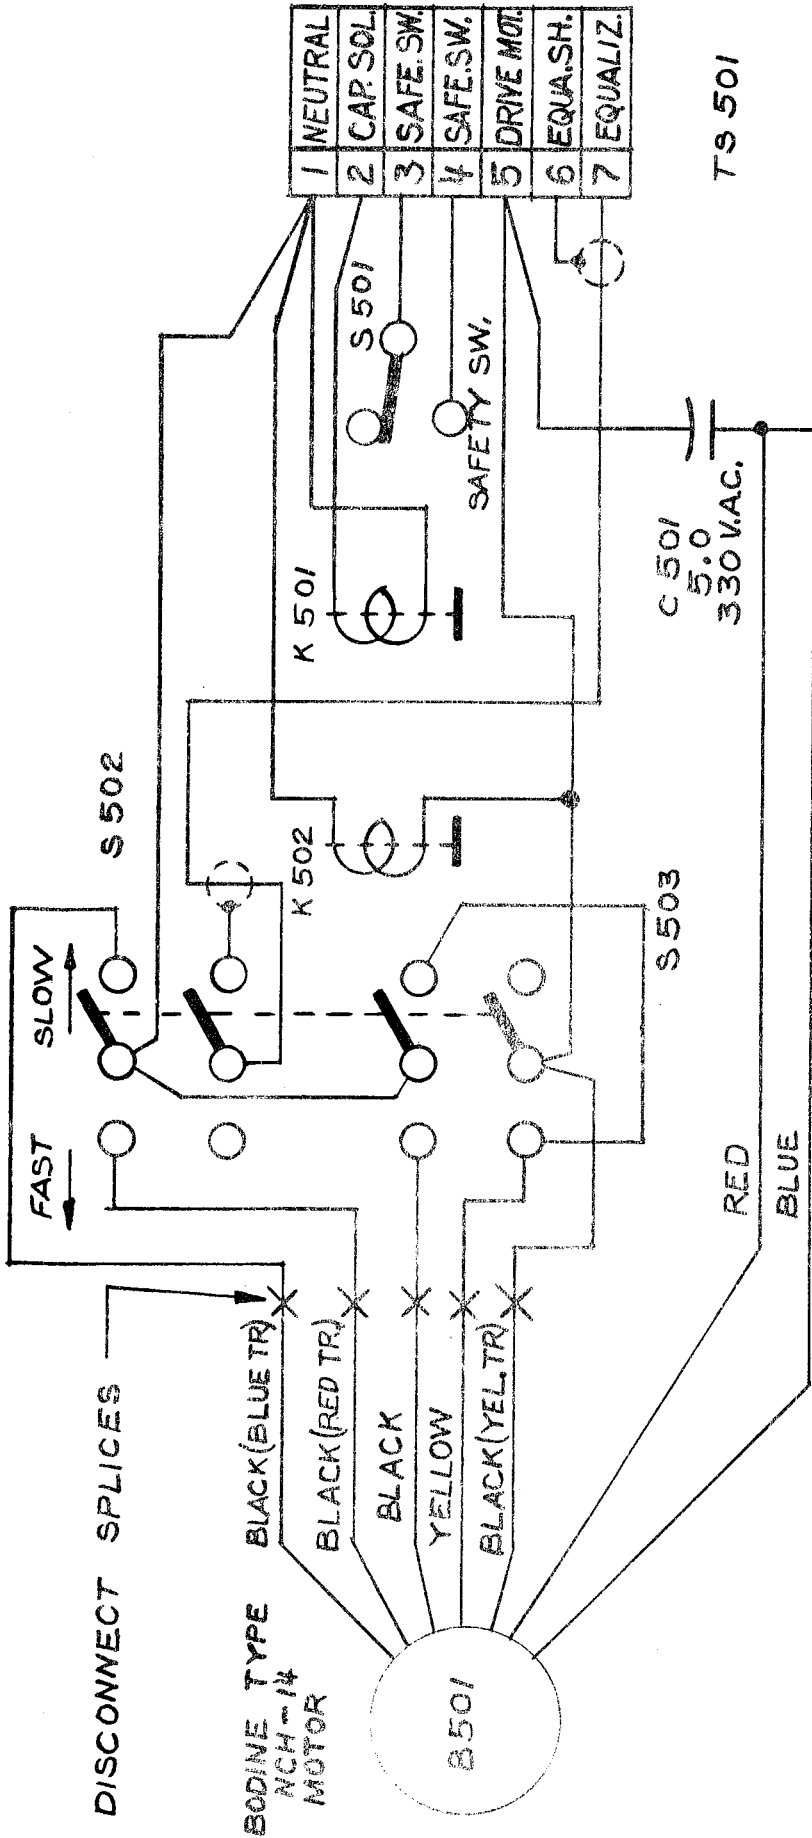 DISCONNECT SPLICES
FAST
SLOW
S 502
BODINE TYPE
NCH-14
MOTOR
BLACK(BLUE TR)
BLACK(RED TR.)
BLACK
YELLOW
BLACK(YEL.TR)
B501
RED
BLUE
K 502
K 501
S 501
S 503
SAFETY SW.
C 501
5.0
330 V.A.C.
1 NEUTRAL
2 CAP. SOL.
3 SAFE. SW.
4 SAFE. SW.
5 DRIVE MOT.
6 EQUA. SH.
7 EQUALIZ.
TS 501